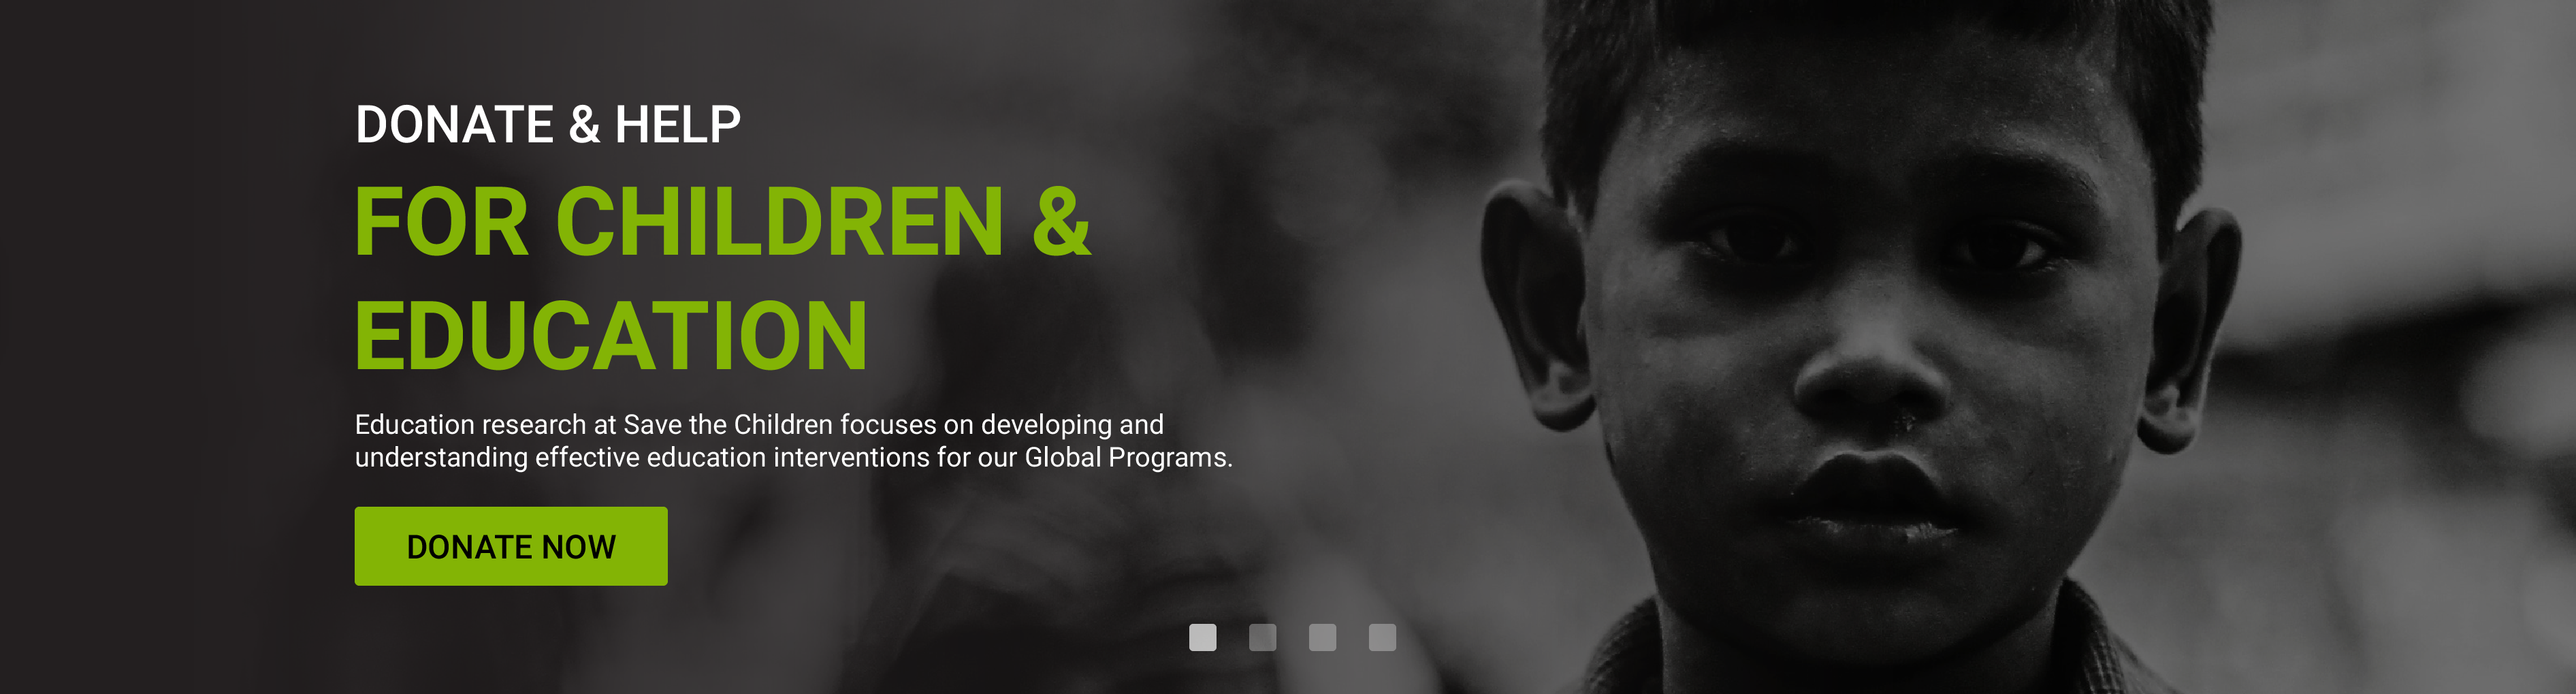 DONATE & HELP
FOR CHILDREN &
EDUCATION
Education research at Save the Children focuses on developing and
understanding effective education interventions for our Global Programs.
DONATE NOW